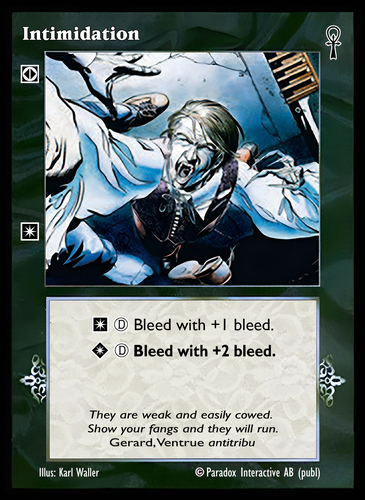 Intimidation
Ⓓ Bleed with +1 bleed.
Ⓓ Bleed with +2 bleed.
They are weak and easily cowed.
Show your fangs and they will run.
Gerard, Ventrue antitribu
Illus: Karl Waller
© Paradox Interactive AB (publ)